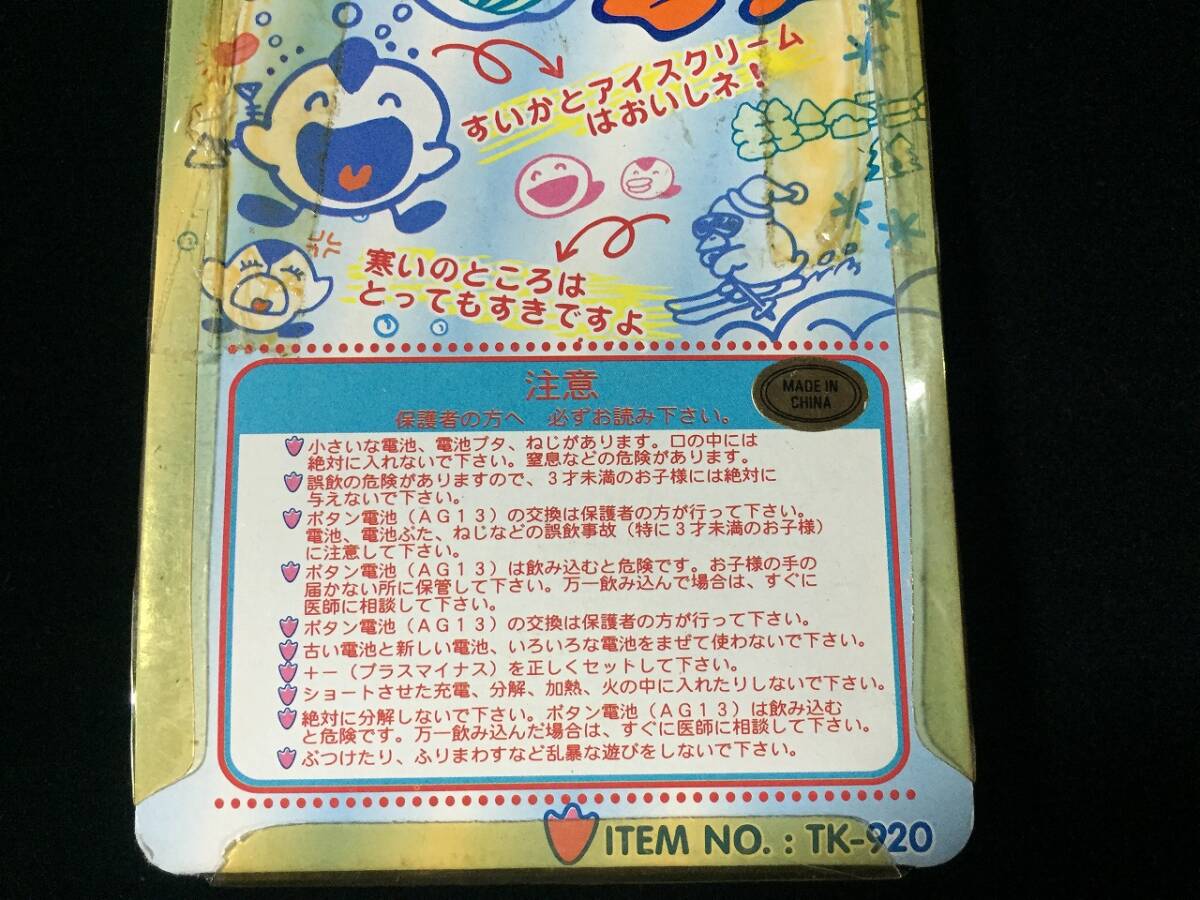 すいかとアイスクリーム
はおいしネ!
寒いのところは
とってもすきですよ
注意
MADE IN
CHINA
保護者の方へ 必ずお読み下さい。
小さいな電池、電池ブタ、ねじがあります。口の中には
絶対に入れないで下さい。窒息などの危険があります。
誤飲の危険がありますので、3才未満のお子様には絶対に
与えないで下さい。
ボタン電池(AG13)の交換は保護者の方が行って下さい。
電池、電池ぶた、ねじなどの誤飲事故(特に3才未満のお子様)
に注意して下さい。
ボタン電池(AG13)は飲み込むと危険です。お子様の手の
届かない所に保管して下さい。万一飲み込んで場合は、すぐに
医師に相談して下さい。
ボタン電池(AG13)の交換は保護者の方が行って下さい。
古い電池と新しい電池、いろいろな電池をまぜて使わないで下さい。
+−(プラスマイナス)を正しくセットして下さい。
ショートさせた充電、分解、加熱、火の中に入れたりしないで下さい。
絶対に分解しないで下さい。ボタン電池(AG13)は飲み込む
と危険です。万一飲み込んだ場合は、すぐに医師に相談して下さい。
ぶつけたり、ふりまわすなど乱暴な遊びをしないで下さい。
ITEM NO. : TK-920